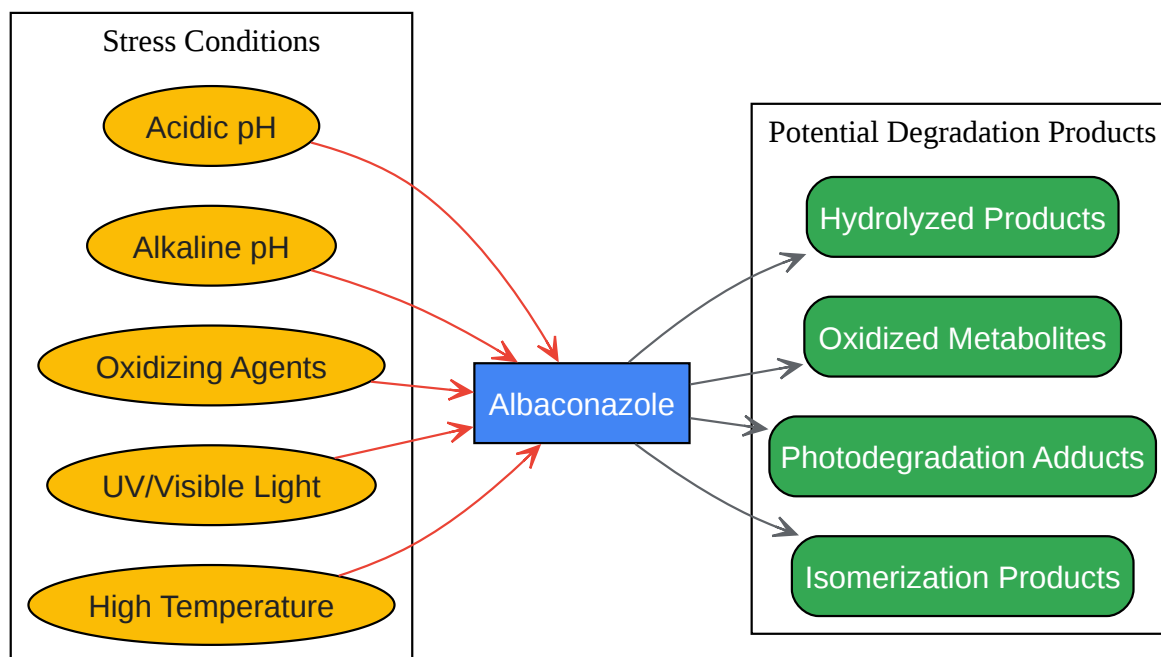 Stress Conditions
Acidic pH
Alkaline pH
Oxidizing Agents
UV/Visible Light
High Temperature
Albaconazole
Potential Degradation Products
Hydrolyzed Products
Oxidized Metabolites
Photodegradation Adducts
Isomerization Products